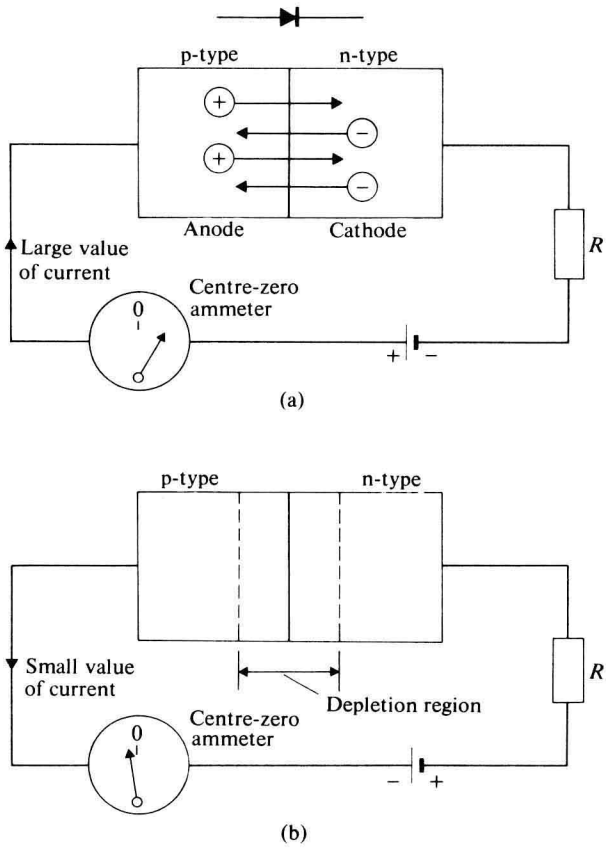 p-type n-type
+
−
+
−
Anode Cathode
Large value
of current
R
Centre-zero
ammeter
0
+ −
(a)
p-type n-type
Small value
of current
R
Depletion region
Centre-zero
ammeter
0
− +
(b)